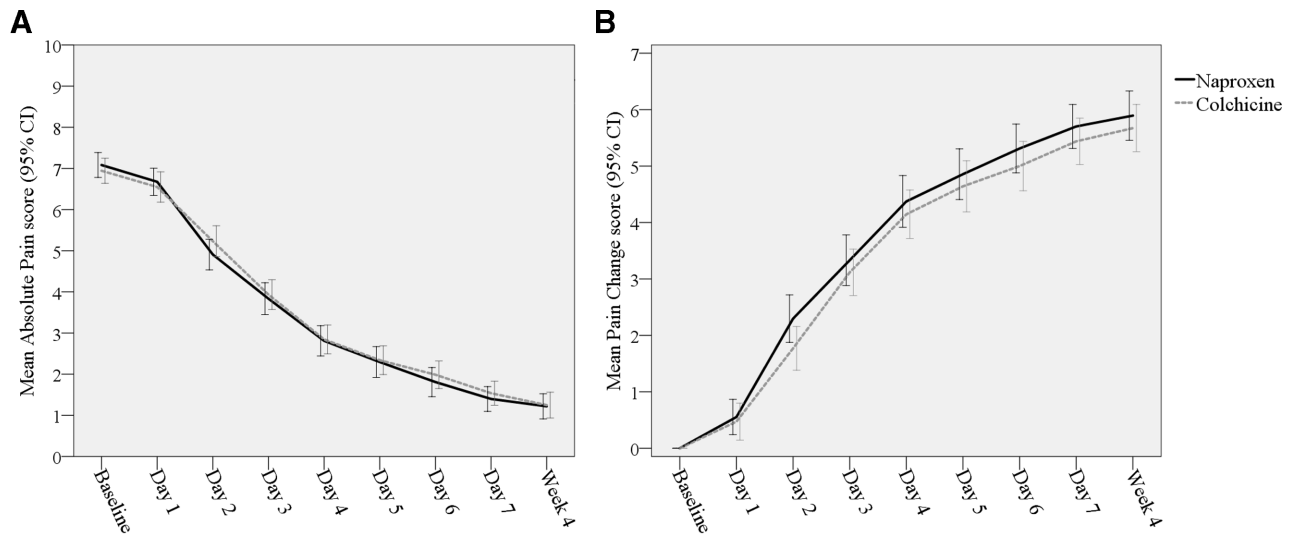 A
Mean Absolute Pain score (95% CI)
10
9
8
7
6
5
4
3
2
1
0
Baseline
Day 1
Day 2
Day 3
Day 4
Day 5
Day 6
Day 7
Week 4
B
Mean Pain Change score (95% CI)
7
6
5
4
3
2
1
0
Baseline
Day 1
Day 2
Day 3
Day 4
Day 5
Day 6
Day 7
Week 4
Naproxen
Colchicine